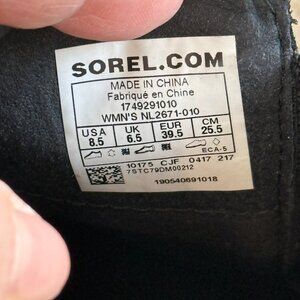 SOREL.COM
MADE IN CHINA
Fabriqué en Chine
1749291010
WMN'S NL2671-010
USA UK EUR CM
8.5 6.5 39.5 25.5
ECA-5
10175 CJF 0417 217
7STC79DM00212
190540691018